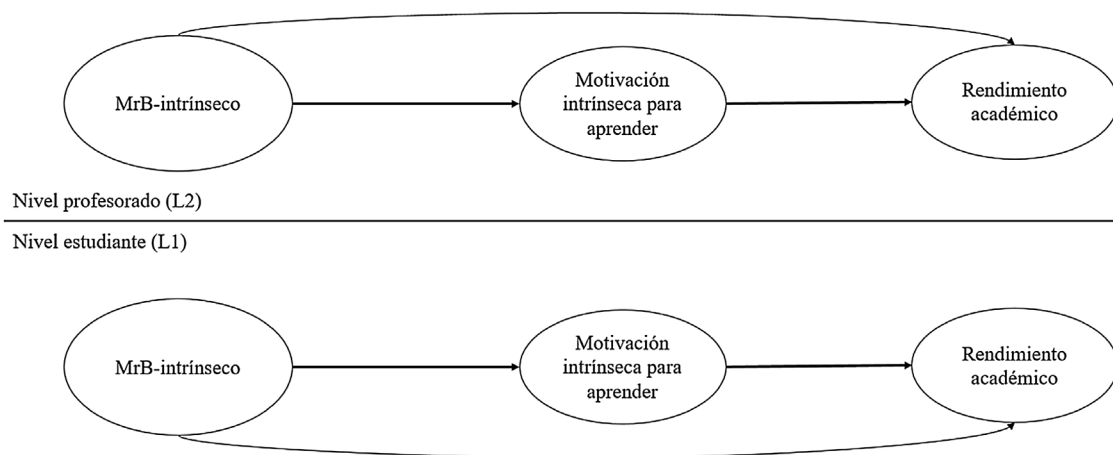 MrB-intrínseco
Motivación
intrínseca para
aprender
Rendimiento
académico
Nivel profesorado (L2)
Nivel estudiante (L1)
MrB-intrínseco
Motivación
intrínseca para
aprender
Rendimiento
académico